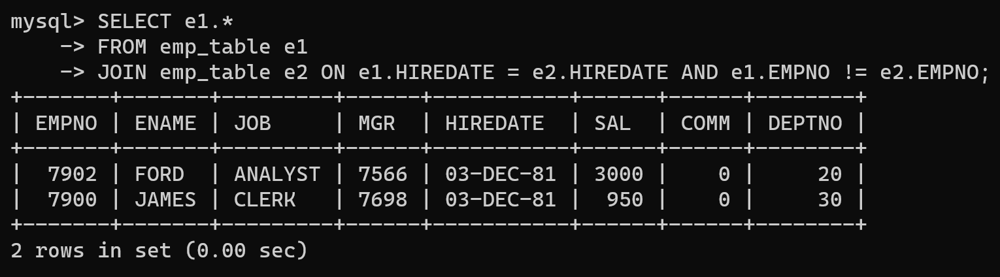 mysql> SELECT e1.*
    -> FROM emp_table e1
    -> JOIN emp_table e2 ON e1.HIREDATE = e2.HIREDATE AND e1.EMPNO != e2.EMPNO;
+-------+-------+---------+------+-----------+------+------+--------+
| EMPNO | ENAME | JOB     | MGR  | HIREDATE  | SAL  | COMM | DEPTNO |
+-------+-------+---------+------+-----------+------+------+--------+
|  7902 | FORD  | ANALYST | 7566 | 03-DEC-81 | 3000 |    0 |     20 |
|  7900 | JAMES | CLERK   | 7698 | 03-DEC-81 |  950 |    0 |     30 |
+-------+-------+---------+------+-----------+------+------+--------+
2 rows in set (0.00 sec)